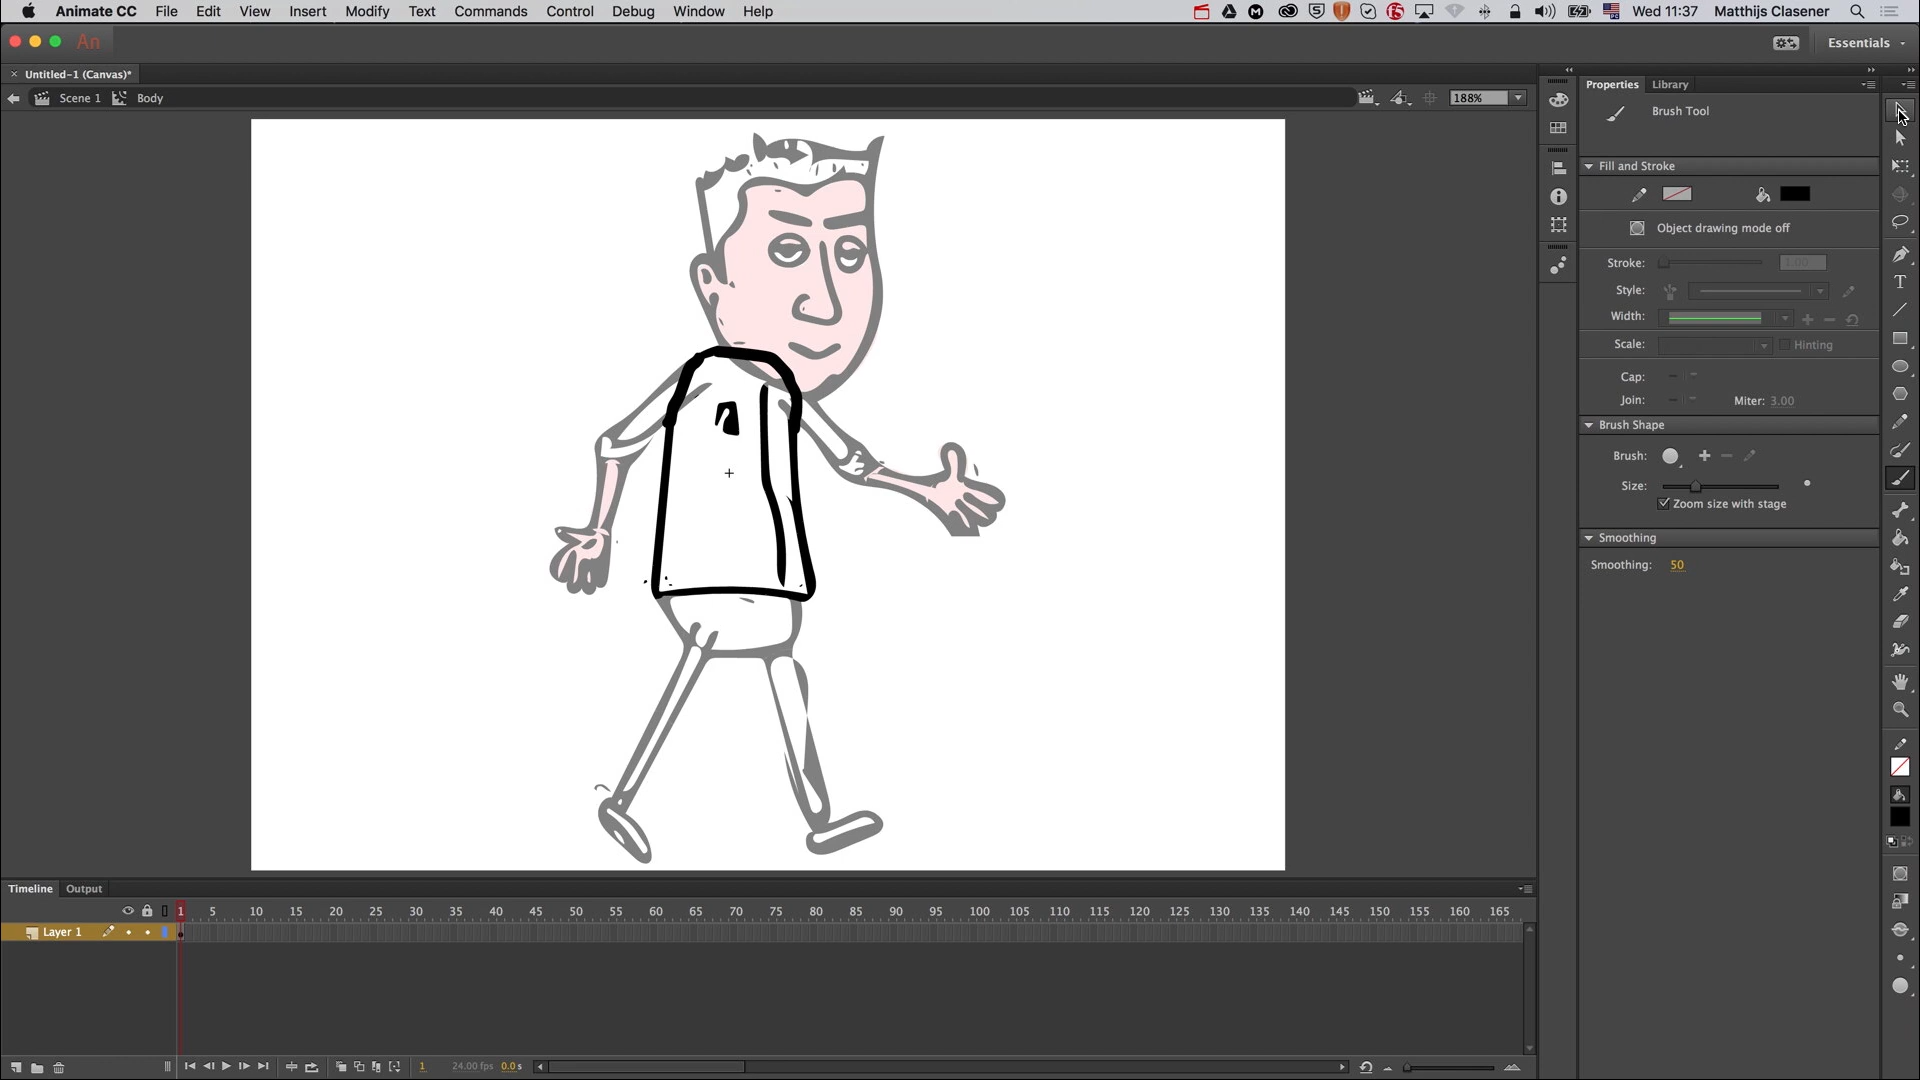 Animate CC File Edit View Insert Modify Text Commands Control Debug Window Help Wed 11:37 Matthijs Clasener
An Essentials
Untitled-1 (Canvas)*
Scene 1 Body 188%
Properties Library
Brush Tool
Fill and Stroke
Object drawing mode off
Stroke: 1.00
Style:
Width:
Scale: Hinting
Cap:
Join: Miter: 3.00
Brush Shape
Brush:
Size:
Zoom size with stage
Smoothing
Smoothing: 50
Timeline Output
1 5 10 15 20 25 30 35 40 45 50 55 60 65 70 75 80 85 90 95 100 105 110 115 120 125 130 135 140 145 150 155 160 165
Layer 1
1 24.00 fps 0.0 s